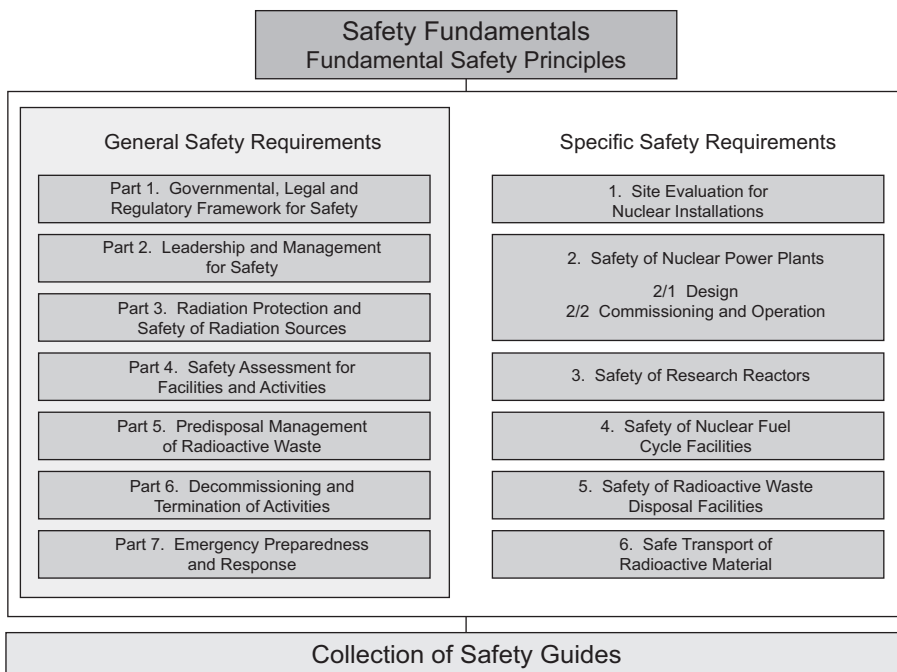 Safety Fundamentals
Fundamental Safety Principles
General Safety Requirements
Part 1. Governmental, Legal and
Regulatory Framework for Safety
Part 2. Leadership and Management
for Safety
Part 3. Radiation Protection and
Safety of Radiation Sources
Part 4. Safety Assessment for
Facilities and Activities
Part 5. Predisposal Management
of Radioactive Waste
Part 6. Decommissioning and
Termination of Activities
Part 7. Emergency Preparedness
and Response
Specific Safety Requirements
1. Site Evaluation for
Nuclear Installations
2. Safety of Nuclear Power Plants
2/1 Design
2/2 Commissioning and Operation
3. Safety of Research Reactors
4. Safety of Nuclear Fuel
Cycle Facilities
5. Safety of Radioactive Waste
Disposal Facilities
6. Safe Transport of
Radioactive Material
Collection of Safety Guides